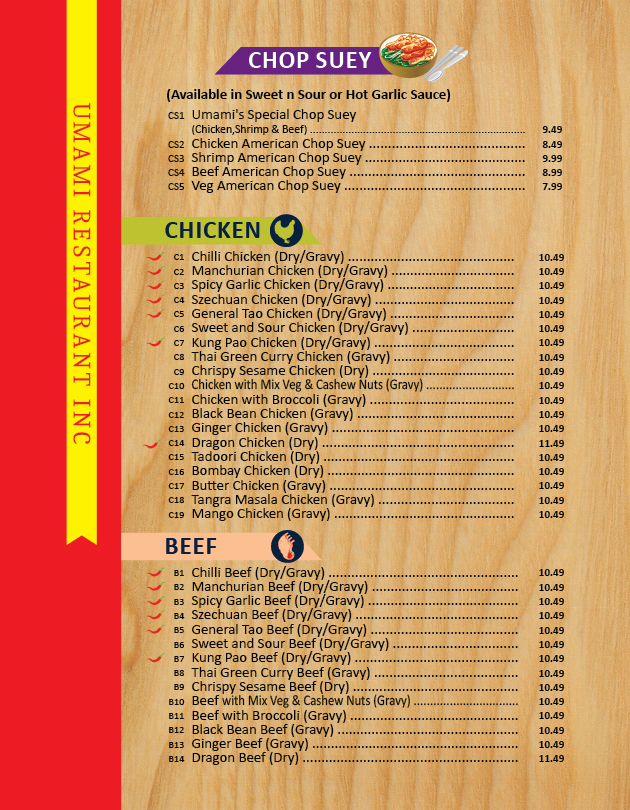 UMAMI RESTAURANT INC
CHOP SUEY
(Available in Sweet n Sour or Hot Garlic Sauce)
CS1 Umami's Special Chop Suey
(Chicken,Shrimp & Beef) ........ 9.49
CS2 Chicken American Chop Suey ........ 8.49
CS3 Shrimp American Chop Suey ........ 9.99
CS4 Beef American Chop Suey ........ 8.99
CS5 Veg American Chop Suey ........ 7.99
CHICKEN
C1 Chilli Chicken (Dry/Gravy) ........ 10.49
C2 Manchurian Chicken (Dry/Gravy) ........ 10.49
C3 Spicy Garlic Chicken (Dry/Gravy) ........ 10.49
C4 Szechuan Chicken (Dry/Gravy) ........ 10.49
C5 General Tao Chicken (Dry/Gravy) ........ 10.49
C6 Sweet and Sour Chicken (Dry/Gravy) ........ 10.49
C7 Kung Pao Chicken (Dry/Gravy) ........ 10.49
C8 Thai Green Curry Chicken (Gravy) ........ 10.49
C9 Chrispy Sesame Chicken (Dry) ........ 10.49
C10 Chicken with Mix Veg & Cashew Nuts (Gravy) ........ 10.49
C11 Chicken with Broccoli (Gravy) ........ 10.49
C12 Black Bean Chicken (Gravy) ........ 10.49
C13 Ginger Chicken (Gravy) ........ 10.49
C14 Dragon Chicken (Dry) ........ 11.49
C15 Tadoori Chicken (Dry) ........ 10.49
C16 Bombay Chicken (Dry) ........ 10.49
C17 Butter Chicken (Gravy) ........ 10.49
C18 Tangra Masala Chicken (Gravy) ........ 10.49
C19 Mango Chicken (Gravy) ........ 10.49
BEEF
B1 Chilli Beef (Dry/Gravy) ........ 10.49
B2 Manchurian Beef (Dry/Gravy) ........ 10.49
B3 Spicy Garlic Beef (Dry/Gravy) ........ 10.49
B4 Szechuan Beef (Dry/Gravy) ........ 10.49
B5 General Tao Beef (Dry/Gravy) ........ 10.49
B6 Sweet and Sour Beef (Dry/Gravy) ........ 10.49
B7 Kung Pao Beef (Dry/Gravy) ........ 10.49
B8 Thai Green Curry Beef (Gravy) ........ 10.49
B9 Chrispy Sesame Beef (Dry) ........ 10.49
B10 Beef with Mix Veg & Cashew Nuts (Gravy) ........ 10.49
B11 Beef with Broccoli (Gravy) ........ 10.49
B12 Black Bean Beef (Gravy) ........ 10.49
B13 Ginger Beef (Gravy) ........ 10.49
B14 Dragon Beef (Dry) ........ 11.49